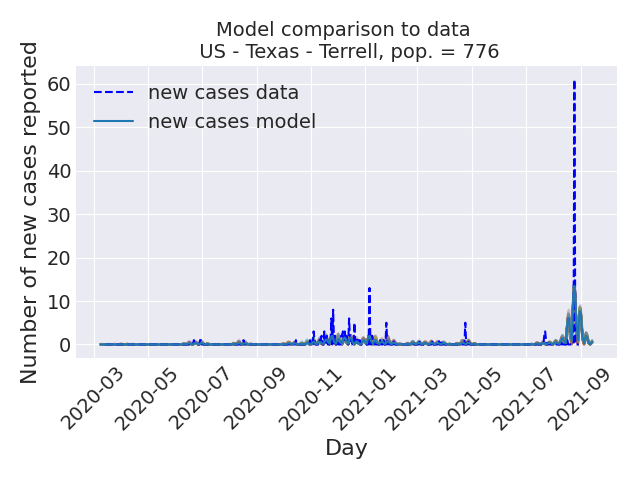 Model comparison to data
US - Texas - Terrell, pop. = 776
Number of new cases reported
60
50
40
30
20
10
0
new cases data
new cases model
2020-03
2020-05
2020-07
2020-09
2020-11
2021-01
2021-03
2021-05
2021-07
2021-09
Day